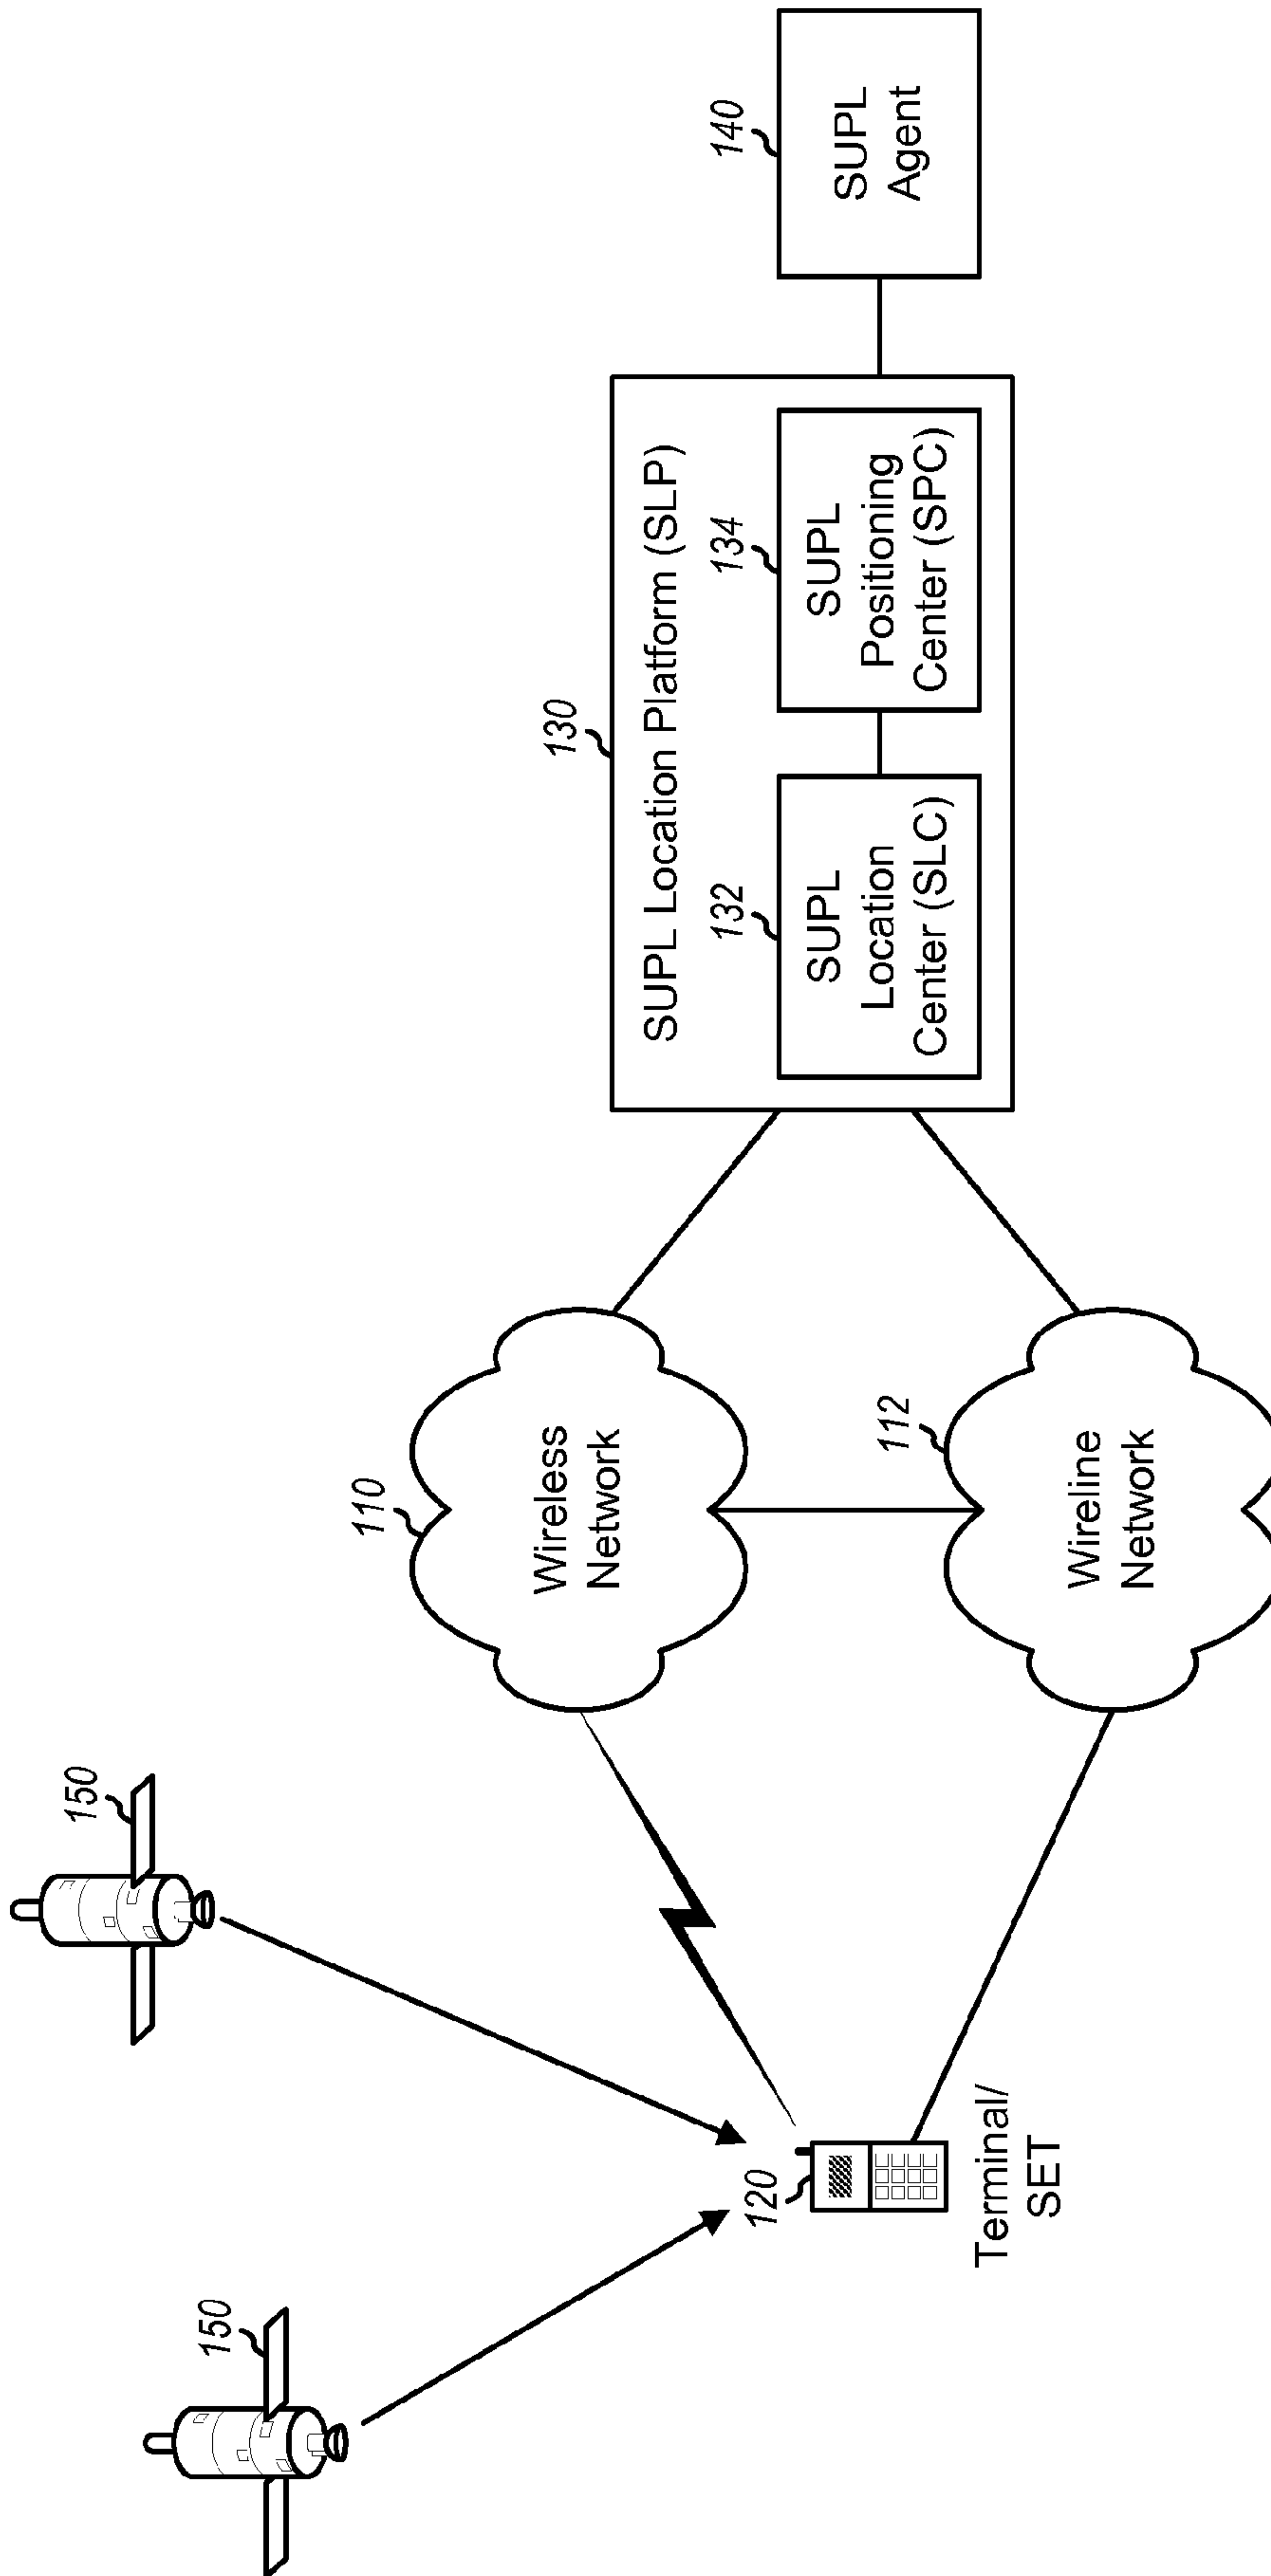 150
150
120
Terminal/
SET
110
Wireless
Network
112
Wireline
Network
130
SUPL Location Platform (SLP)
132
SUPL
Location
Center (SLC)
134
SUPL
Positioning
Center (SPC)
140
SUPL
Agent